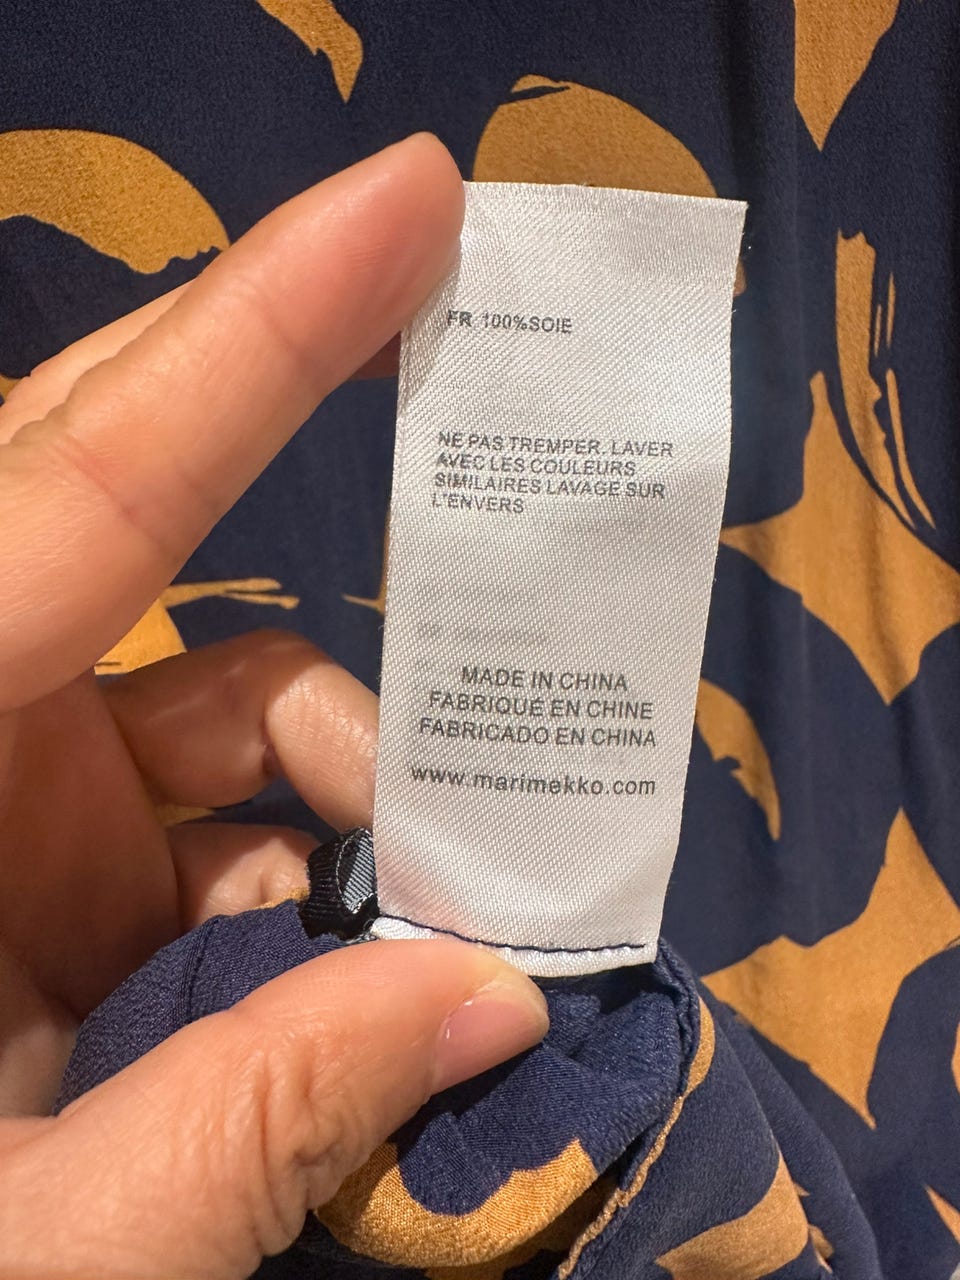 FR 100%SOIE
NE PAS TREMPER. LAVER
AVEC LES COULEURS
SIMILAIRES LAVAGE SUR
L'ENVERS
MADE IN CHINA
FABRIQUÉ EN CHINE
FABRICADO EN CHINA
www.marimekko.com